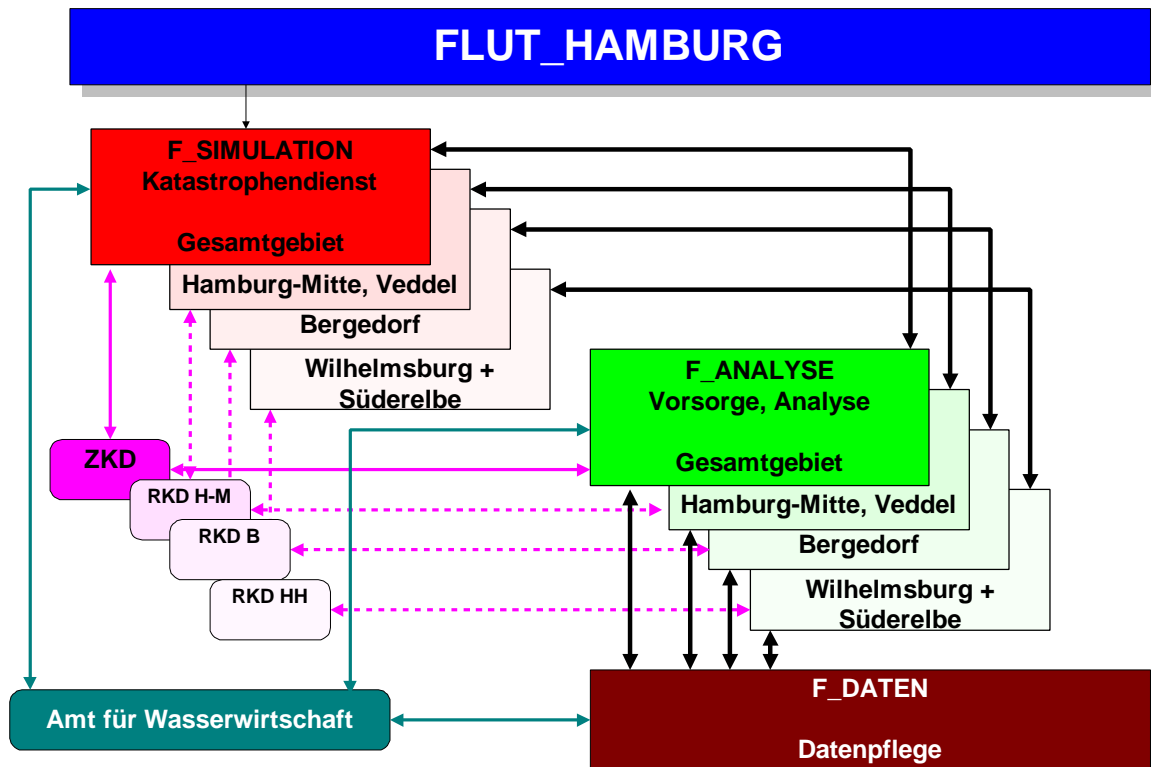 FLUT_HAMBURG
F_SIMULATION
Katastrophendienst
Gesamtgebiet
Hamburg-Mitte, Veddel
Bergedorf
Wilhelmsburg +
Süderelbe
F_ANALYSE
Vorsorge, Analyse
Gesamtgebiet
Hamburg-Mitte, Veddel
Bergedorf
Wilhelmsburg +
Süderelbe
ZKD
RKD H-M
RKD B
RKD HH
Amt für Wasserwirtschaft
F_DATEN
Datenpflege